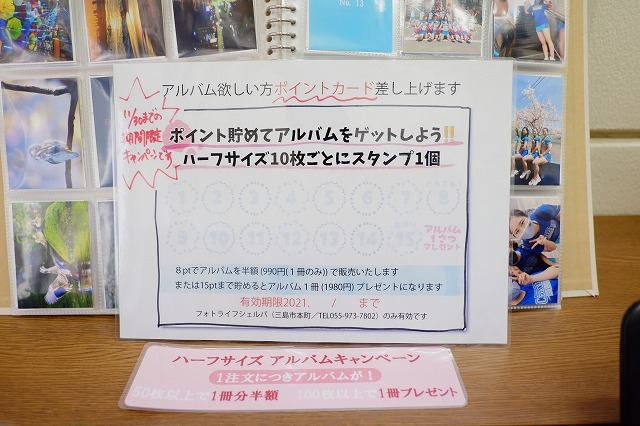 No. 13
アルバム欲しい方ポイントカード差し上げます
11/30までの
期間限定
キャンペーンです
ポイント貯めてアルバムをゲットしよう!!
ハーフサイズ10枚ごとにスタンプ1個
1 2 3 4 5 6 7 8
9 10 11 12 13 14 15 アルバム
1さつ
プレゼント
8ptでアルバムを半額(990円(1冊のみ))で販売いたします
または15ptまで貯めるとアルバム1冊(1980円)プレゼントになります
有効期限2021. / まで
フォトライフシェルパ(三島市本町/TEL055-973-7802)のみ有効です
ハーフサイズ アルバムキャンペーン
1注文につきアルバムが!
50枚以上で1冊分半額 100枚以上で1冊プレゼント